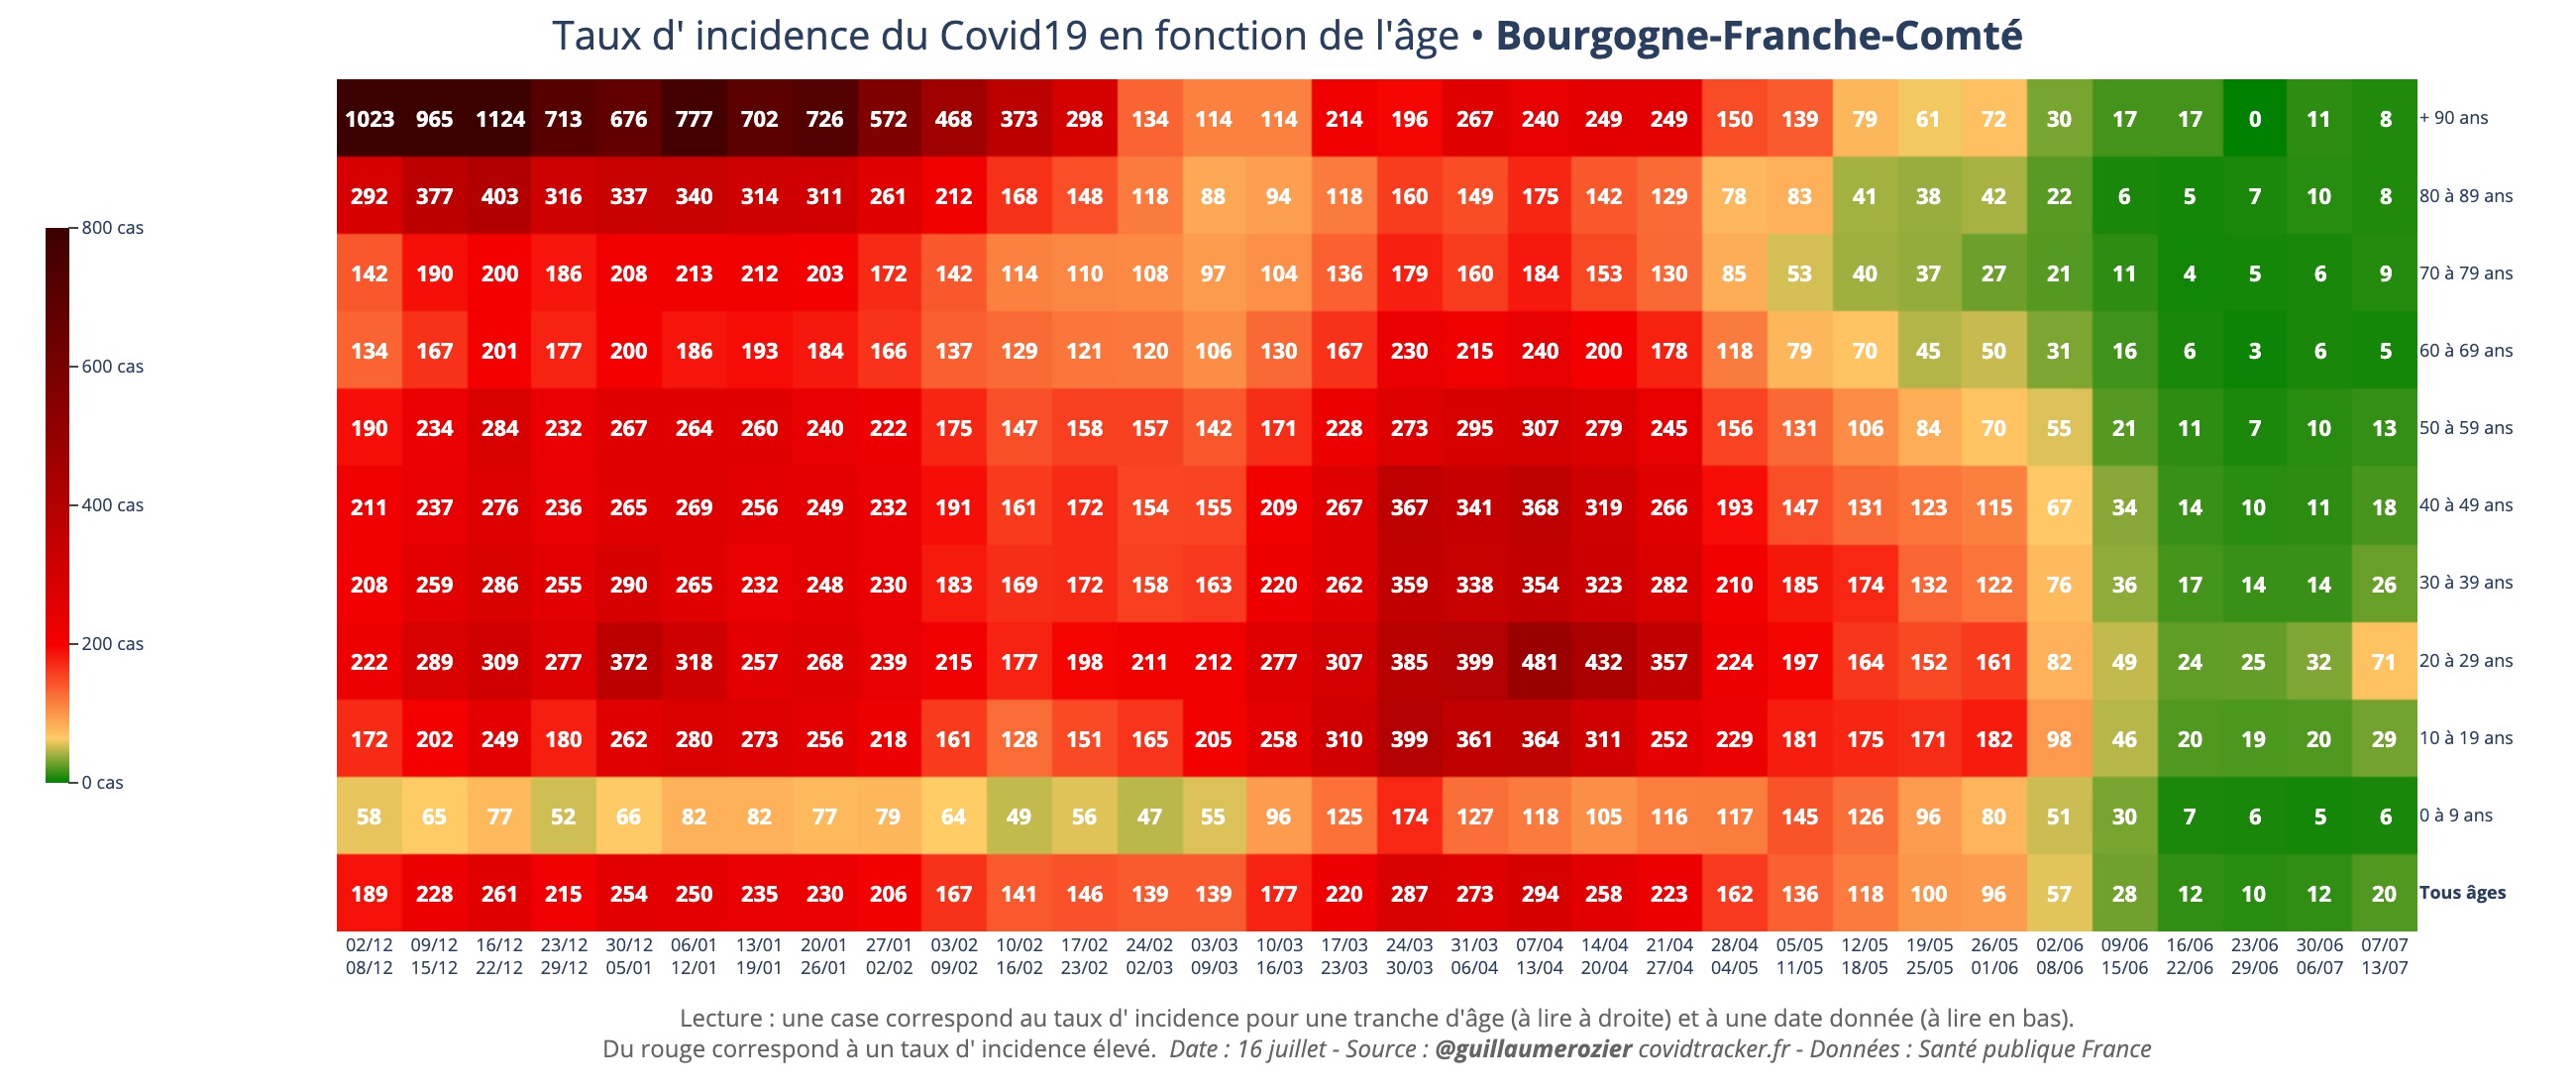 Taux d' incidence du Covid19 en fonction de l'âge • Bourgogne-Franche-Comté
800 cas
600 cas
400 cas
200 cas
0 cas
1023 965 1124 713 676 777 702 726 572 468 373 298 134 114 114 214 196 267 240 249 249 150 139 79 61 72 30 17 17 0 11 8 + 90 ans
292 377 403 316 337 340 314 311 261 212 168 148 118 88 94 118 160 149 175 142 129 78 83 41 38 42 22 6 5 7 10 8 80 à 89 ans
142 190 200 186 208 213 212 203 172 142 114 110 108 97 104 136 179 160 184 153 130 85 53 40 37 27 21 11 4 5 6 9 70 à 79 ans
134 167 201 177 200 186 193 184 166 137 129 121 120 106 130 167 230 215 240 200 178 118 79 70 45 50 31 16 6 3 6 5 60 à 69 ans
190 234 284 232 267 264 260 240 222 175 147 158 157 142 171 228 273 295 307 279 245 156 131 106 84 70 55 21 11 7 10 13 50 à 59 ans
211 237 276 236 265 269 256 249 232 191 161 172 154 155 209 267 367 341 368 319 266 193 147 131 123 115 67 34 14 10 11 18 40 à 49 ans
208 259 286 255 290 265 232 248 230 183 169 172 158 163 220 262 359 338 354 323 282 210 185 174 132 122 76 36 17 14 14 26 30 à 39 ans
222 289 309 277 372 318 257 268 239 215 177 198 211 212 277 307 385 399 481 432 357 224 197 164 152 161 82 49 24 25 32 71 20 à 29 ans
172 202 249 180 262 280 273 256 218 161 128 151 165 205 258 310 399 361 364 311 252 229 181 175 171 182 98 46 20 19 20 29 10 à 19 ans
58 65 77 52 66 82 82 77 79 64 49 56 47 55 96 125 174 127 118 105 116 117 145 126 96 80 51 30 7 6 5 6 0 à 9 ans
189 228 261 215 254 250 235 230 206 167 141 146 139 139 177 220 287 273 294 258 223 162 136 118 100 96 57 28 12 10 12 20 Tous âges
02/12 09/12 16/12 23/12 30/12 06/01 13/01 20/01 27/01 03/02 10/02 17/02 24/02 03/03 10/03 17/03 24/03 31/03 07/04 14/04 21/04 28/04 05/05 12/05 19/05 26/05 02/06 09/06 16/06 23/06 30/06 07/07
08/12 15/12 22/12 29/12 05/01 12/01 19/01 26/01 02/02 09/02 16/02 23/02 02/03 09/03 16/03 23/03 30/03 06/04 13/04 20/04 27/04 04/05 11/05 18/05 25/05 01/06 08/06 15/06 22/06 29/06 06/07 13/07
Lecture : une case correspond au taux d' incidence pour une tranche d'âge (à lire à droite) et à une date donnée (à lire en bas).
Du rouge correspond à un taux d' incidence élevé. Date : 16 juillet - Source : @guillaumerozier covidtracker.fr - Données : Santé publique France